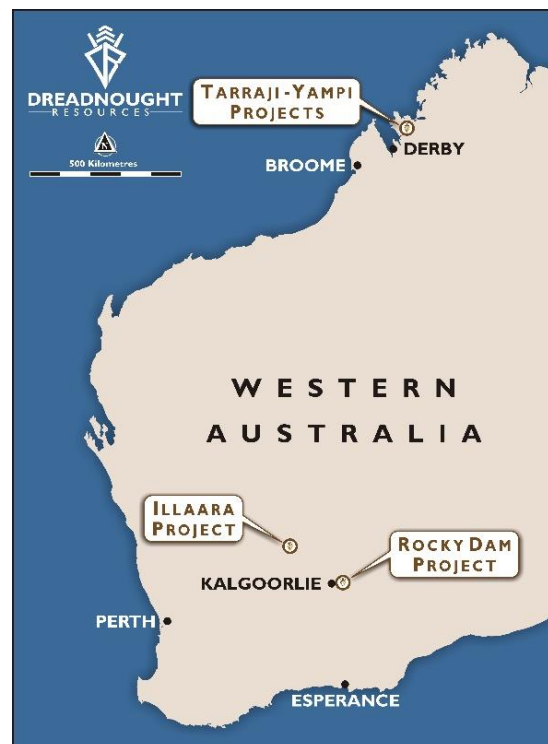 DREADNOUGHT
RESOURCES
500 KILOMETRES
TARRAJI-YAMPI
PROJECTS
DERBY
BROOME
WESTERN
AUSTRALIA
ILLAARA
PROJECT
ROCKY DAM
PROJECT
KALGOORLIE
PERTH
ESPERANCE